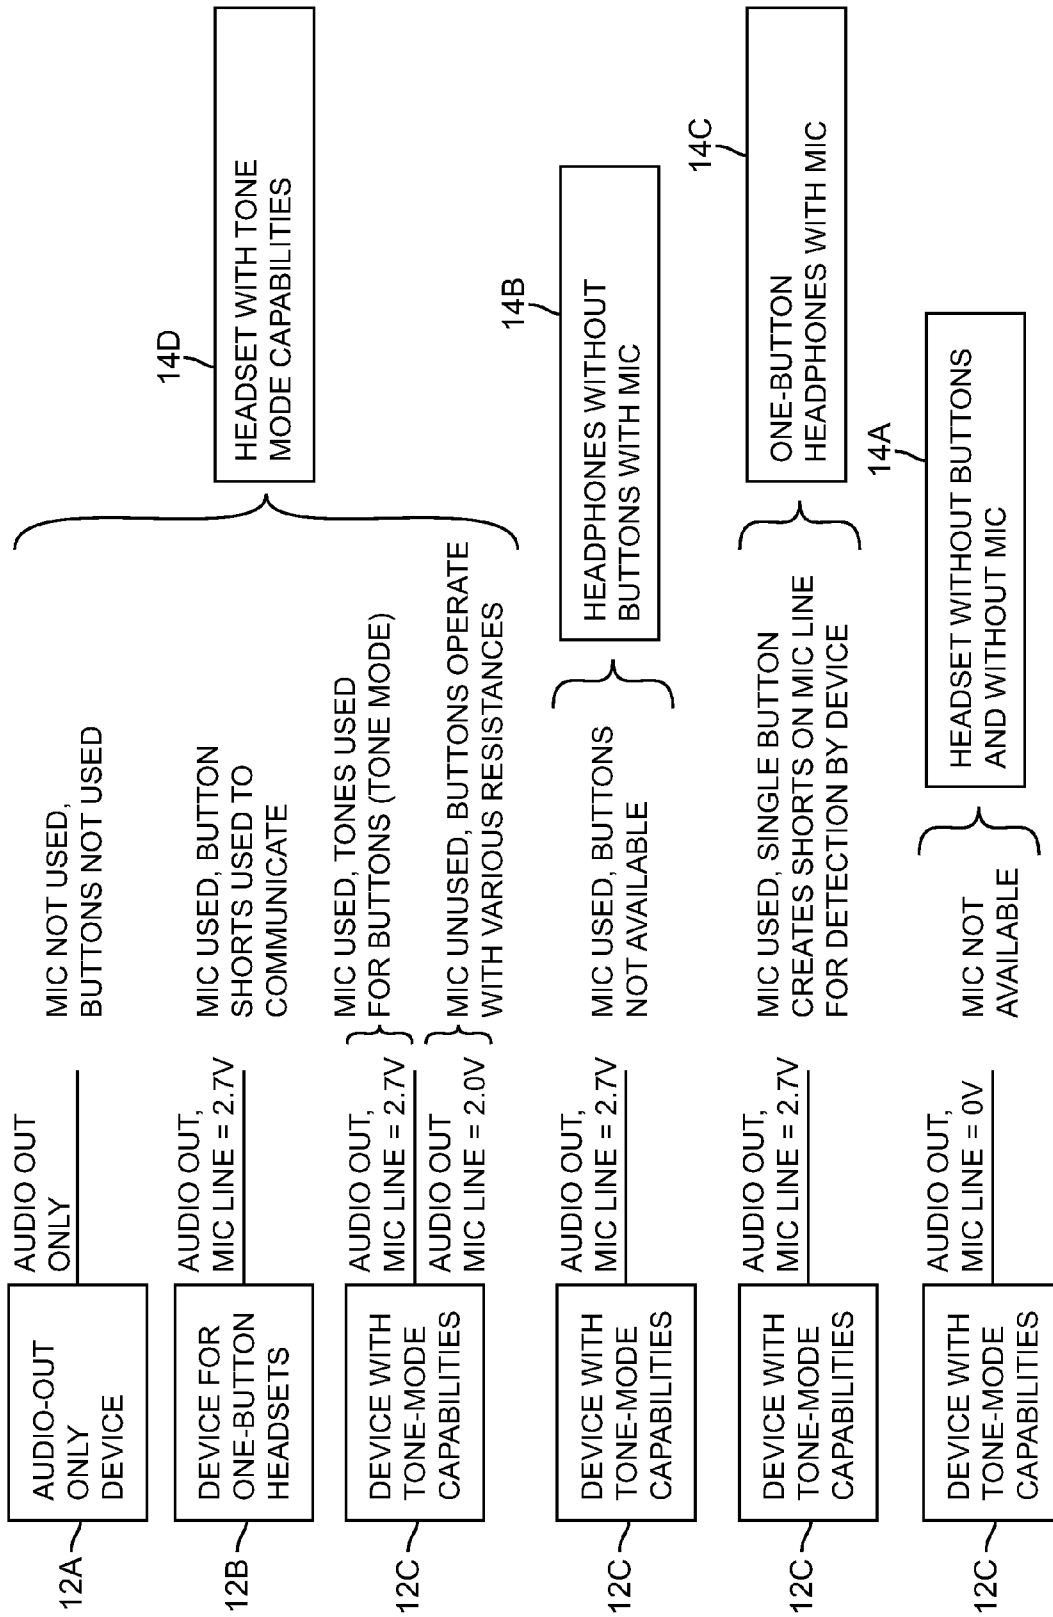 12A
AUDIO-OUT
ONLY
DEVICE
AUDIO OUT
ONLY
MIC NOT USED,
BUTTONS NOT USED
12B
DEVICE FOR
ONE-BUTTON
HEADSETS
AUDIO OUT,
MIC LINE = 2.7V
MIC USED, BUTTON
SHORTS USED TO
COMMUNICATE
12C
DEVICE WITH
TONE-MODE
CAPABILITIES
AUDIO OUT,
MIC LINE = 2.7V
AUDIO OUT
MIC LINE = 2.0V
MIC USED, TONES USED
FOR BUTTONS (TONE MODE)
MIC UNUSED, BUTTONS OPERATE
WITH VARIOUS RESISTANCES
14D
HEADSET WITH TONE
MODE CAPABILITIES
12C
DEVICE WITH
TONE-MODE
CAPABILITIES
AUDIO OUT,
MIC LINE = 2.7V
MIC USED, BUTTONS
NOT AVAILABLE
14B
HEADPHONES WITHOUT
BUTTONS WITH MIC
12C
DEVICE WITH
TONE-MODE
CAPABILITIES
AUDIO OUT,
MIC LINE = 2.7V
MIC USED, SINGLE BUTTON
CREATES SHORTS ON MIC LINE
FOR DETECTION BY DEVICE
14C
ONE-BUTTON
HEADPHONES WITH MIC
12C
DEVICE WITH
TONE-MODE
CAPABILITIES
AUDIO OUT,
MIC LINE = 0V
MIC NOT
AVAILABLE
14A
HEADSET WITHOUT BUTTONS
AND WITHOUT MIC